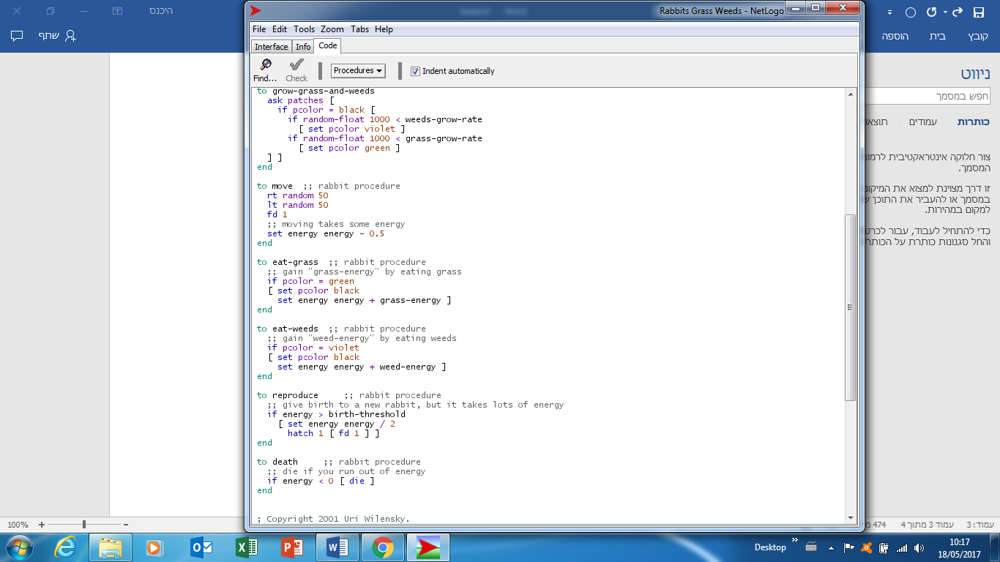 היכנס
שתף
קובץ
בית
הוספה
Rabbits Grass Weeds - NetLogo
File Edit Tools Zoom Tabs Help
Interface Info Code
Find...
Check
Procedures
Indent automatically
to grow-grass-and-weeds
  ask patches [
    if pcolor = black [
      if random-float 1000 < weeds-grow-rate
        [ set pcolor violet ]
      if random-float 1000 < grass-grow-rate
        [ set pcolor green ]
  ] ]
end
to move  ;; rabbit procedure
  rt random 50
  lt random 50
  fd 1
  ;; moving takes some energy
  set energy energy - 0.5
end
to eat-grass  ;; rabbit procedure
  ;; gain "grass-energy" by eating grass
  if pcolor = green
  [ set pcolor black
    set energy energy + grass-energy ]
end
to eat-weeds  ;; rabbit procedure
  ;; gain "weed-energy" by eating weeds
  if pcolor = violet
  [ set pcolor black
    set energy energy + weed-energy ]
end
to reproduce     ;; rabbit procedure
  ;; give birth to a new rabbit, but it takes lots of energy
  if energy > birth-threshold
    [ set energy energy / 2
      hatch 1 [ fd 1 ] ]
end
to death     ;; rabbit procedure
  ;; die if you run out of energy
  if energy < 0 [ die ]
end
; Copyright 2001 Uri Wilensky.
ניווט
חפש במסמך
כותרות עמודים תוצאו
צור חלוקה אינטראקטיבית לרמות
המסמך.
זו דרך מצוינת למצוא את המיקום
במסמך או להעביר את התוכן ש
למקום במהירות.
כדי להתחיל לעבוד, עבור לכרט
והחל סגנונות כותרת על הכותר
100%
עמוד: 3 עמוד 3 מתוך 4 474
Desktop
10:17
18/05/2017